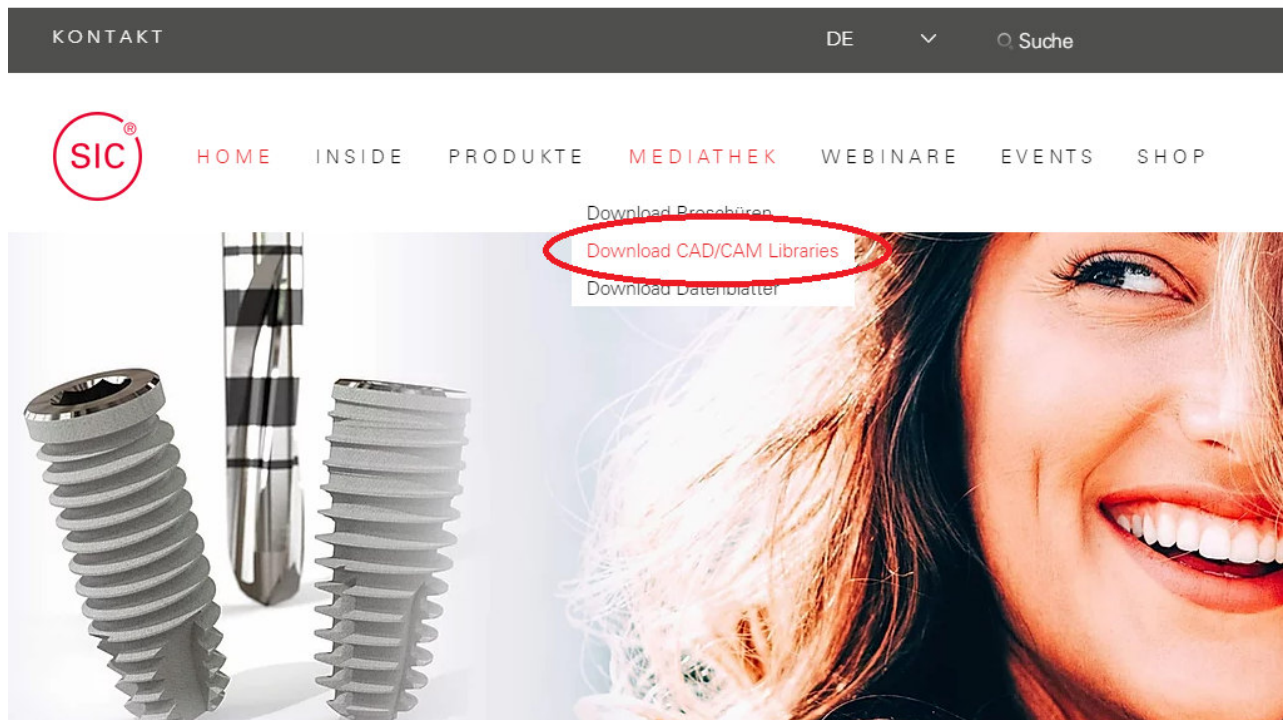 KONTAKT
DE
Suche
SIC®
HOME INSIDE PRODUKTE MEDIATHEK WEBINARE EVENTS SHOP
Download Broschüren
Download CAD/CAM Libraries
Download Datenblätter